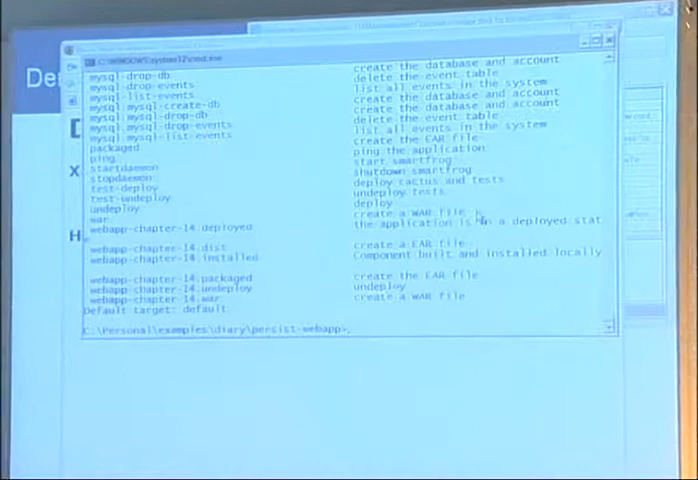 C:\WINDOWS\system32\cmd.exe
De
create the database and account
mysql-drop-db delete the event table
mysql-drop-events list all events in the system
mysql-list-events create the database and account
mysql.mysql-create-db create the database and account
mysql.mysql-drop-db delete the event table
mysql.mysql-drop-events list all events in the system
mysql.mysql-list-events create the EAR file
packaged ping the application
ping start smartfrog
startdaemon shutdown smartfrog
stopdaemon deploy cactus and tests
test-deploy undeploy tests
test-undeploy deploy
undeploy create a WAR file
war the application is in a deployed stat
webapp-chapter-14.deployed
e
webapp-chapter-14.dist create a EAR file
webapp-chapter-14.installed Component built and installed locally
webapp-chapter-14.packaged create the EAR file
webapp-chapter-14.undeploy undeploy
webapp-chapter-14.war create a WAR file
Default target: default
C:\Personal\examples\diary\persist-webapp>
X
H